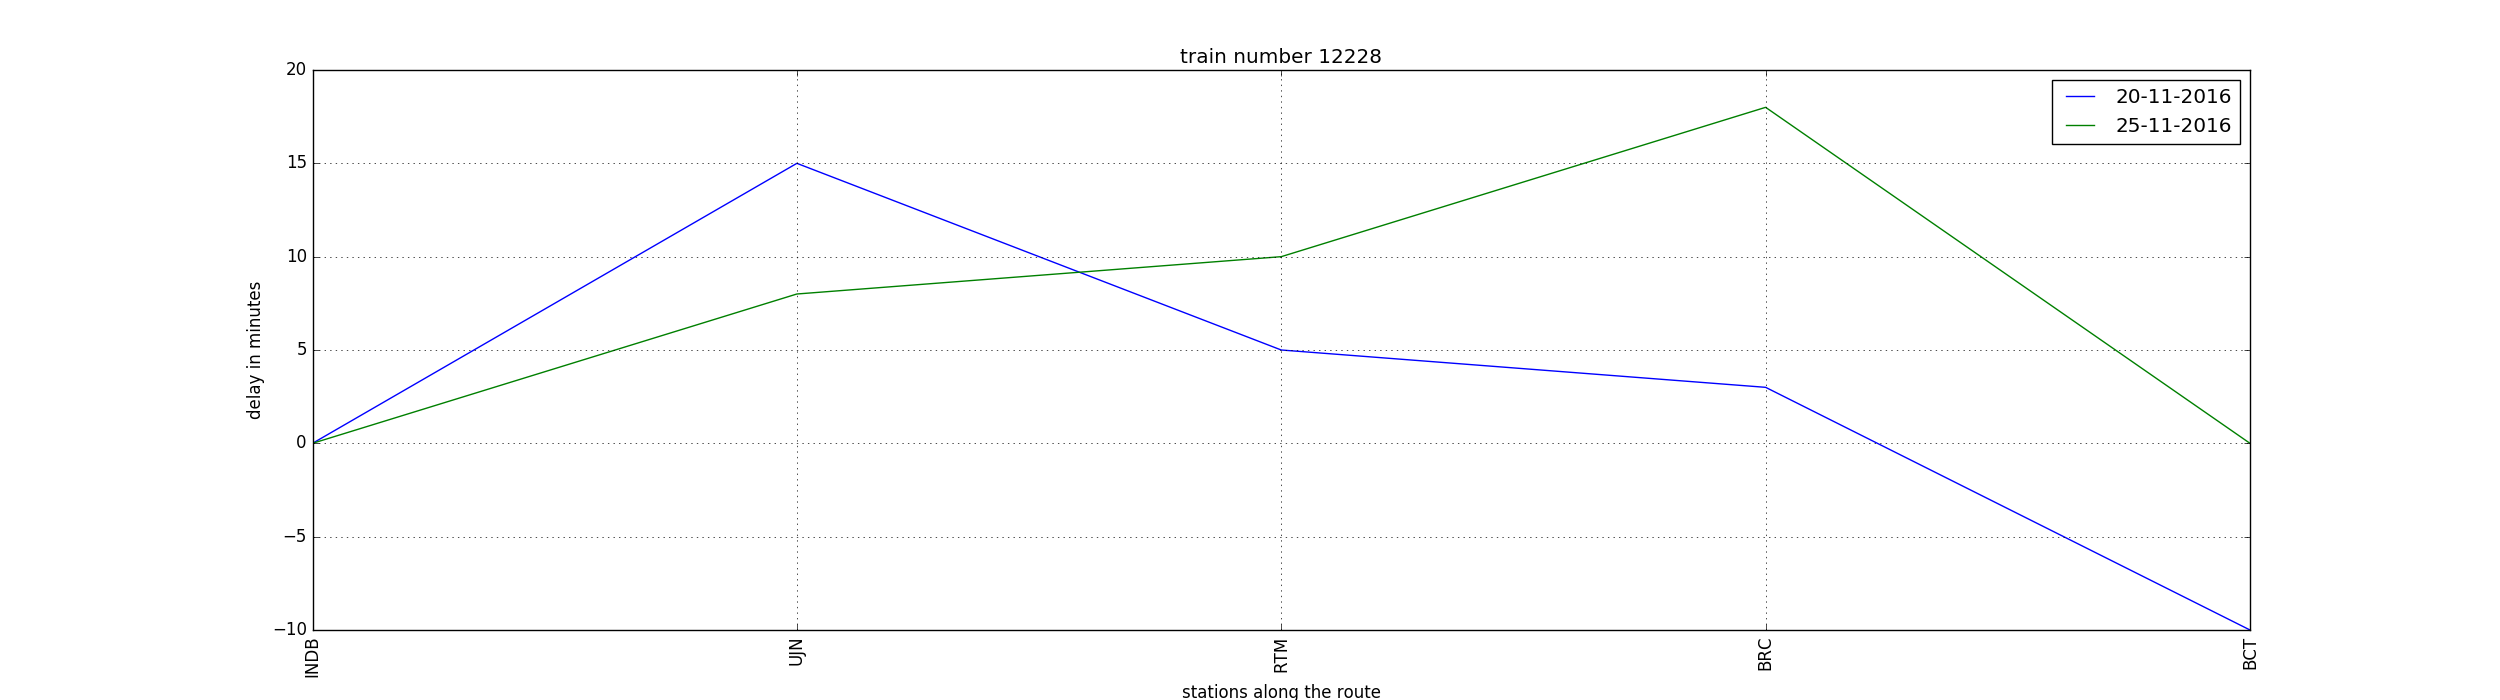 train number 12228
20-11-2016
25-11-2016
20
15
10
5
0
−5
−10
delay in minutes
INDB
UJN
RTM
BRC
BCT
stations along the route